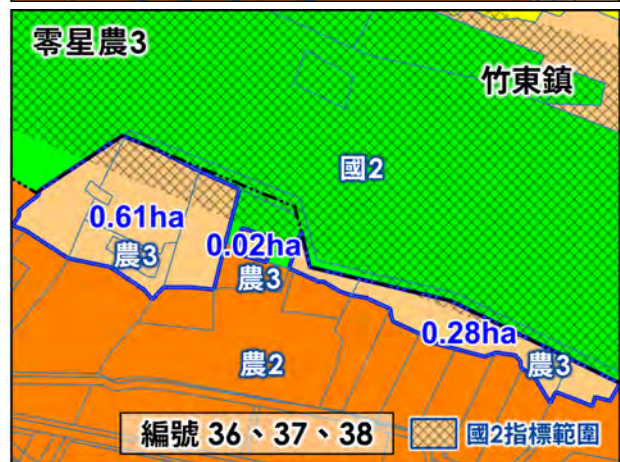 零星農3
竹東鎮
國2
0.61ha
農3
0.02ha
農3
0.28ha
農3
農2
編號 36、37、38
國2指標範圍